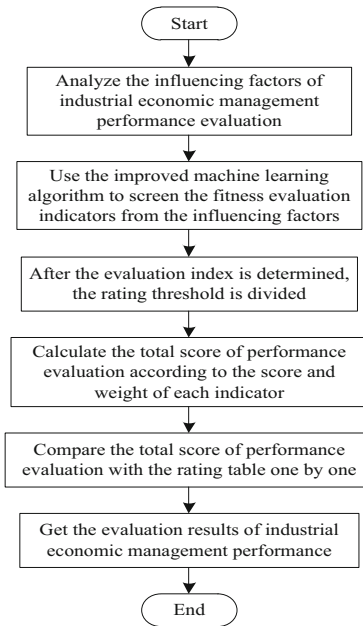 Start
Analyze the influencing factors of
industrial economic management
performance evaluation
Use the improved machine learning
algorithm to screen the fitness evaluation
indicators from the influencing factors
After the evaluation index is determined,
the rating threshold is divided
Calculate the total score of performance
evaluation according to the score and
weight of each indicator
Compare the total score of performance
evaluation with the rating table one by one
Get the evaluation results of industrial
economic management performance
End